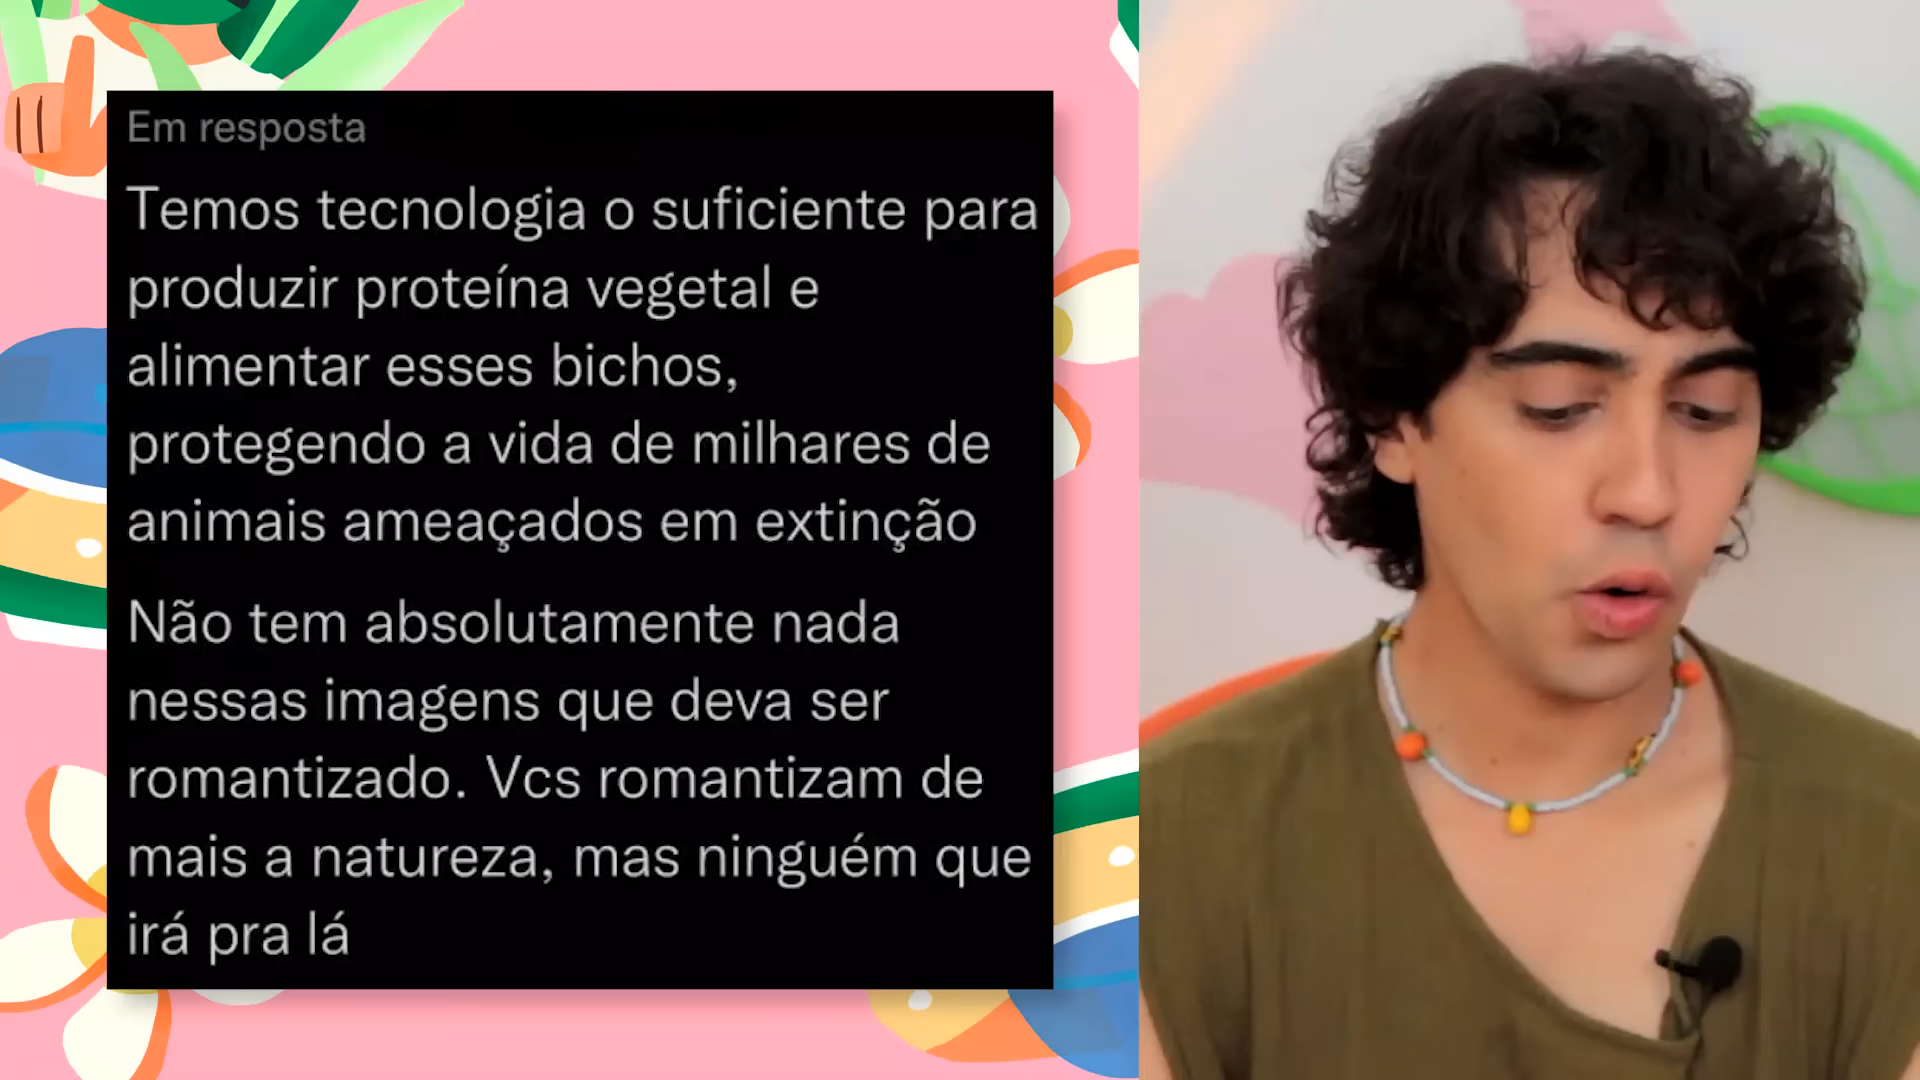 Em resposta
Temos tecnologia o suficiente para
produzir proteína vegetal e
alimentar esses bichos,
protegendo a vida de milhares de
animais ameaçados em extinção
Não tem absolutamente nada
nessas imagens que deva ser
romantizado. Vcs romantizam de
mais a natureza, mas ninguém que
irá pra lá